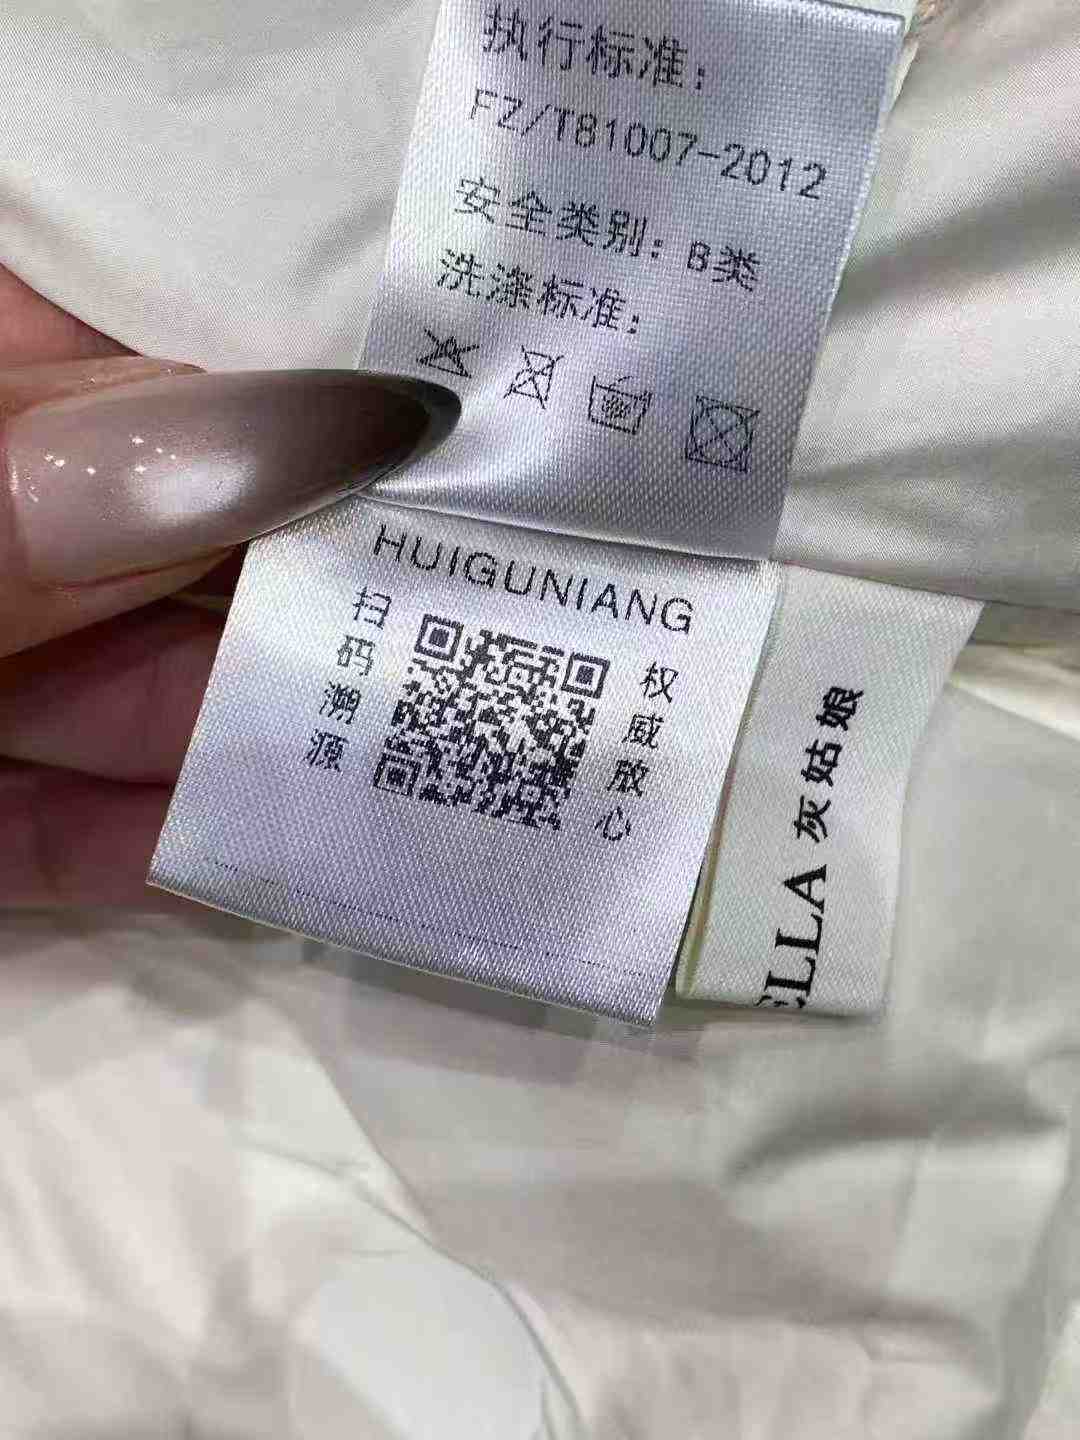 执行标准：
FZ/T81007-2012
安全类别：B类
洗涤标准：
HUIGUNIANG
扫码溯源
权威放心
ELLA 灰姑娘